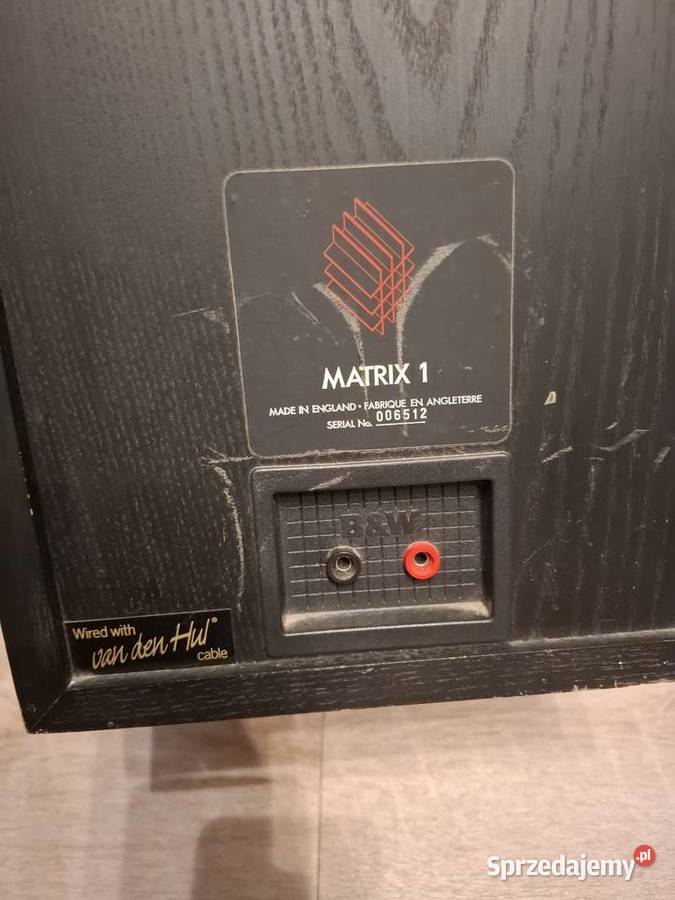 MATRIX 1
MADE IN ENGLAND • FABRIQUE EN ANGLETERRE
SERIAL No. 006512
B&W
Wired with
van den Hul®
cable
Sprzedajemy.pl